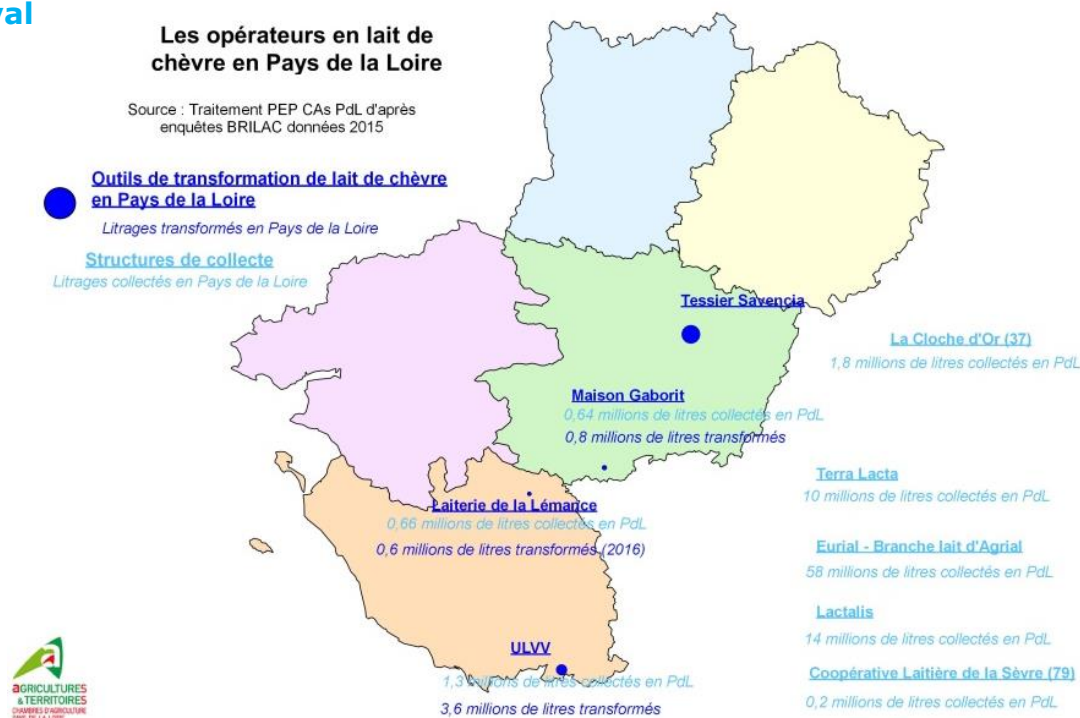 val
Les opérateurs en lait de
chèvre en Pays de la Loire
Source : Traitement PEP CAs PdL d'après
enquêtes BRILAC données 2015
Outils de transformation de lait de chèvre
en Pays de la Loire
Litrages transformés en Pays de la Loire
Structures de collecte
Litrages collectés en Pays de la Loire
Tessier Savencia
La Cloche d'Or (37)
1,8 millions de litres collectés en PdL
Maison Gaborit
0,64 millions de litres collectés en PdL
0,8 millions de litres transformés
Terra Lacta
10 millions de litres collectés en PdL
Laiterie de la Lémance
0,66 millions de litres collectés en PdL
0,6 millions de litres transformés (2016)
Eurial - Branche lait d'Agrial
58 millions de litres collectés en PdL
Lactalis
14 millions de litres collectés en PdL
ULVV
1,3 millions de litres collectés en PdL
3,6 millions de litres transformés
Coopérative Laitière de la Sèvre (79)
0,2 millions de litres collectés en PdL
AGRICULTURES
& TERRITOIRES
CHAMBRES D'AGRICULTURE
PAYS DE LA LOIRE